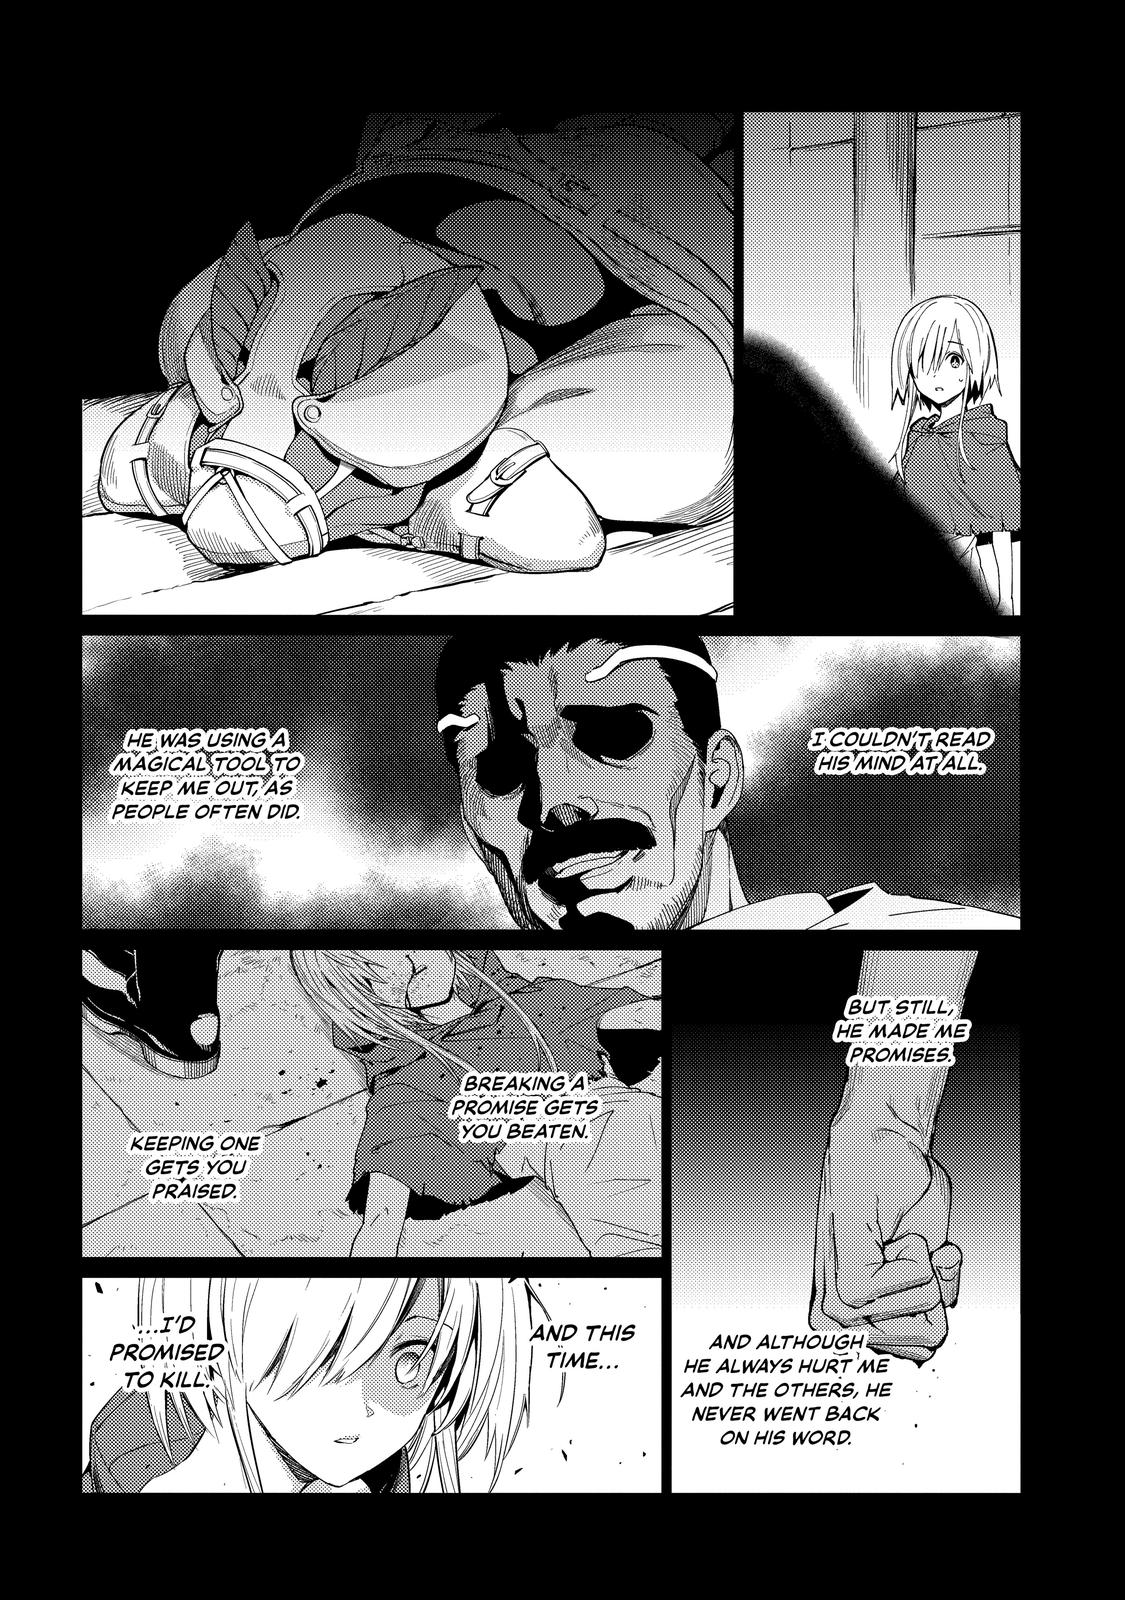 I COULDN'T READ
HIS MIND AT ALL.
HE WAS USING A
MAGICAL TOOL TO
KEEP ME OUT, AS
PEOPLE OFTEN DID.
BUT STILL,
HE MADE ME
PROMISES.
AND ALTHOUGH
HE ALWAYS HURT ME
AND THE OTHERS, HE
NEVER WENT BACK
ON HIS WORD.
BREAKING A
PROMISE GETS
YOU BEATEN.
KEEPING ONE
GETS YOU
PRAISED.
AND THIS
TIME...
...I'D
PROMISED
TO KILL.